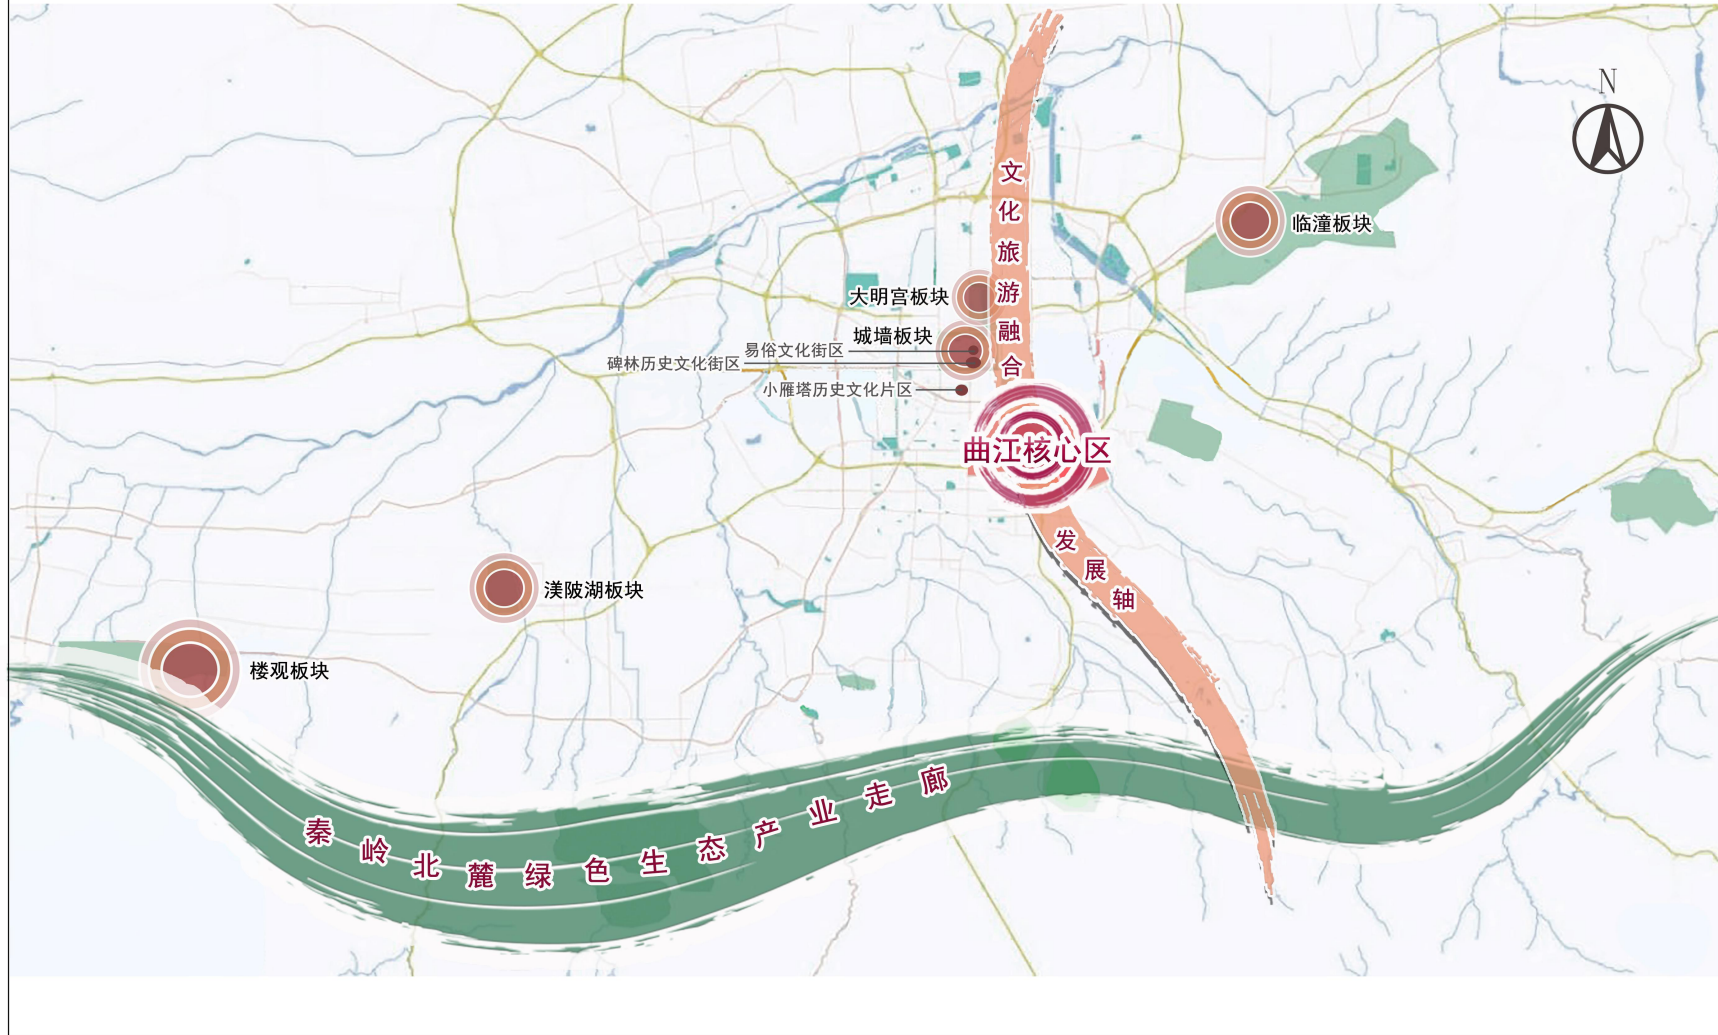 N
文化旅游融合
临潼板块
大明宫板块
城墙板块
易俗文化街区
碑林历史文化街区
小雁塔历史文化片区
曲江核心区
发展轴
渼陂湖板块
楼观板块
秦岭北麓绿色生态产业走廊